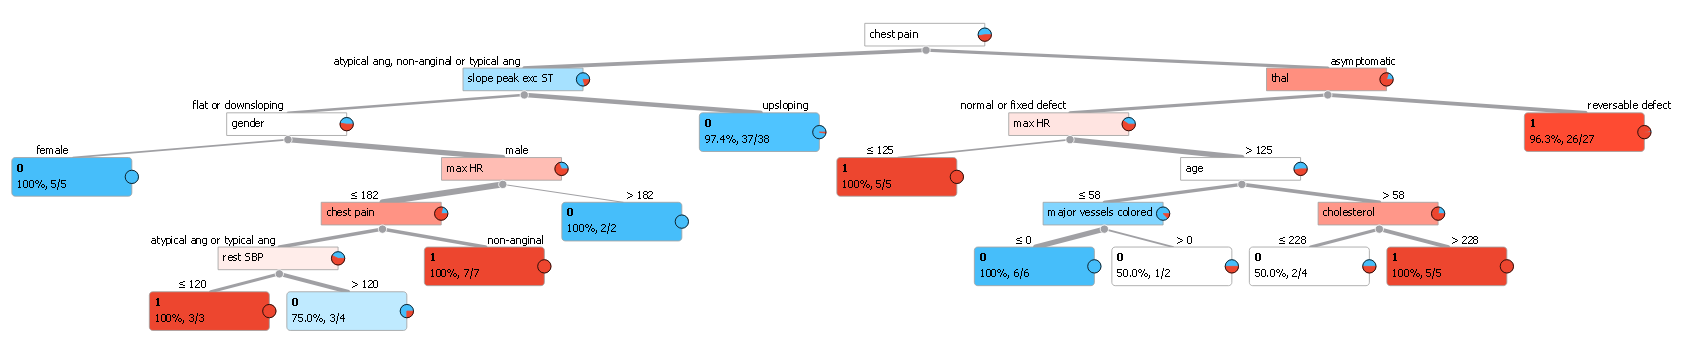 chest pain
atypical ang, non-anginal or typical ang
asymptomatic
slope peak exc ST
thal
flat or downsloping
upsloping
normal or fixed defect
reversable defect
gender
0
97.4%, 37/38
max HR
1
96.3%, 26/27
female
male
≤ 125
> 125
0
100%, 5/5
max HR
1
100%, 5/5
age
≤ 182
> 182
≤ 58
> 58
chest pain
0
100%, 2/2
major vessels colored
cholesterol
atypical ang or typical ang
non-anginal
≤ 0
> 0
≤ 228
> 228
rest SBP
1
100%, 7/7
0
100%, 6/6
0
50.0%, 1/2
0
50.0%, 2/4
1
100%, 5/5
≤ 120
> 120
1
100%, 3/3
0
75.0%, 3/4